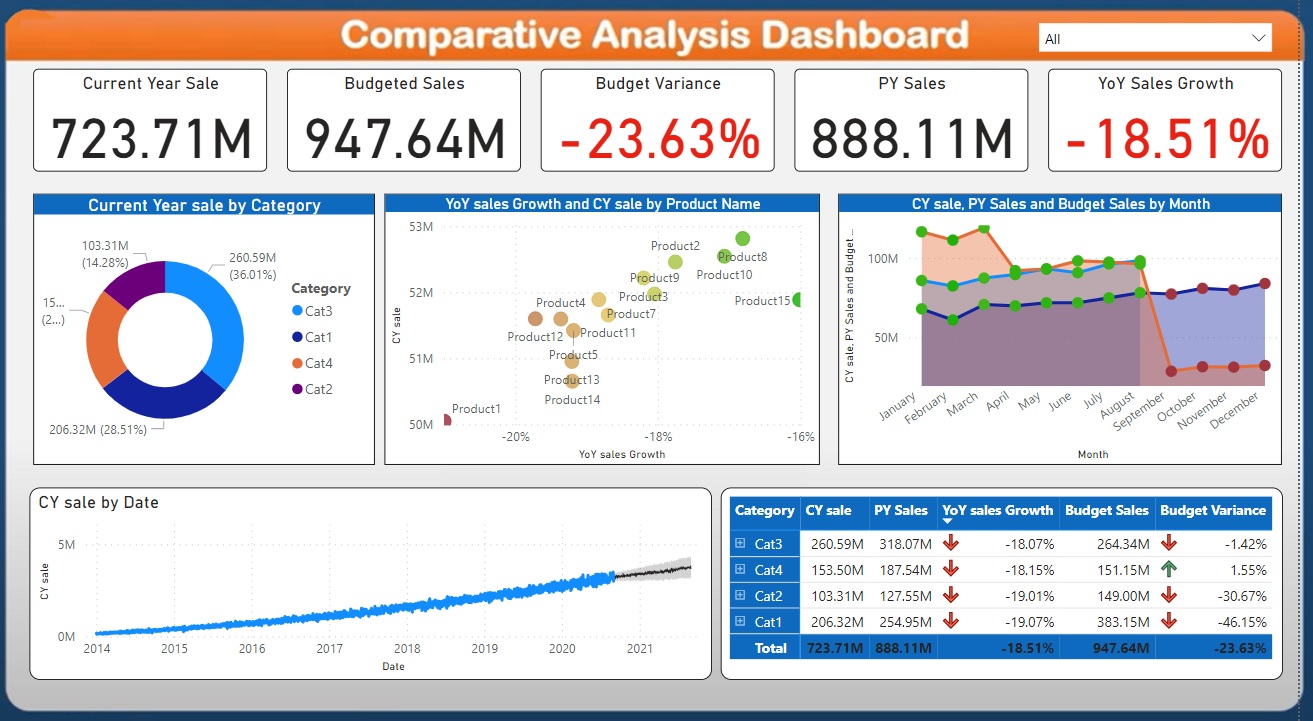 Comparative Analysis Dashboard
All
Current Year Sale
723.71M
Budgeted Sales
947.64M
Budget Variance
-23.63%
PY Sales
888.11M
YoY Sales Growth
-18.51%
Current Year sale by Category
103.31M
(14.28%)
260.59M
(36.01%)
15...
(2...)
206.32M (28.51%)
Category
Cat3
Cat1
Cat4
Cat2
YoY sales Growth and CY sale by Product Name
53M
52M
51M
50M
CY sale
Product2
Product8
Product10
Product9
Product3
Product15
Product4
Product7
Product12
Product11
Product5
Product13
Product14
Product1
-20%
-18%
-16%
YoY sales Growth
CY sale, PY Sales and Budget Sales by Month
CY sale, PY Sales and Budget ...
100M
50M
January
February
March
April
May
June
July
August
September
October
November
December
Month
CY sale by Date
CY sale
5M
0M
2014 2015 2016 2017 2018 2019 2020 2021
Date
Category CY sale PY Sales YoY sales Growth Budget Sales Budget Variance
Cat3 260.59M 318.07M -18.07% 264.34M -1.42%
Cat4 153.50M 187.54M -18.15% 151.15M 1.55%
Cat2 103.31M 127.55M -19.01% 149.00M -30.67%
Cat1 206.32M 254.95M -19.07% 383.15M -46.15%
Total 723.71M 888.11M -18.51% 947.64M -23.63%